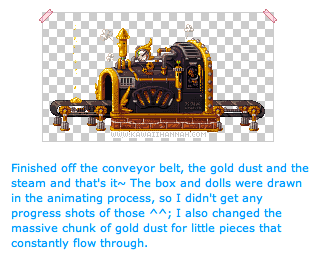 WWW.KAWAIIHANNAH.COM
Finished off the conveyor belt, the gold dust and the
steam and that's it~ The box and dolls were drawn
in the animating process, so I didn't get any
progress shots of those ^^; I also changed the
massive chunk of gold dust for little pieces that
constantly flow through.